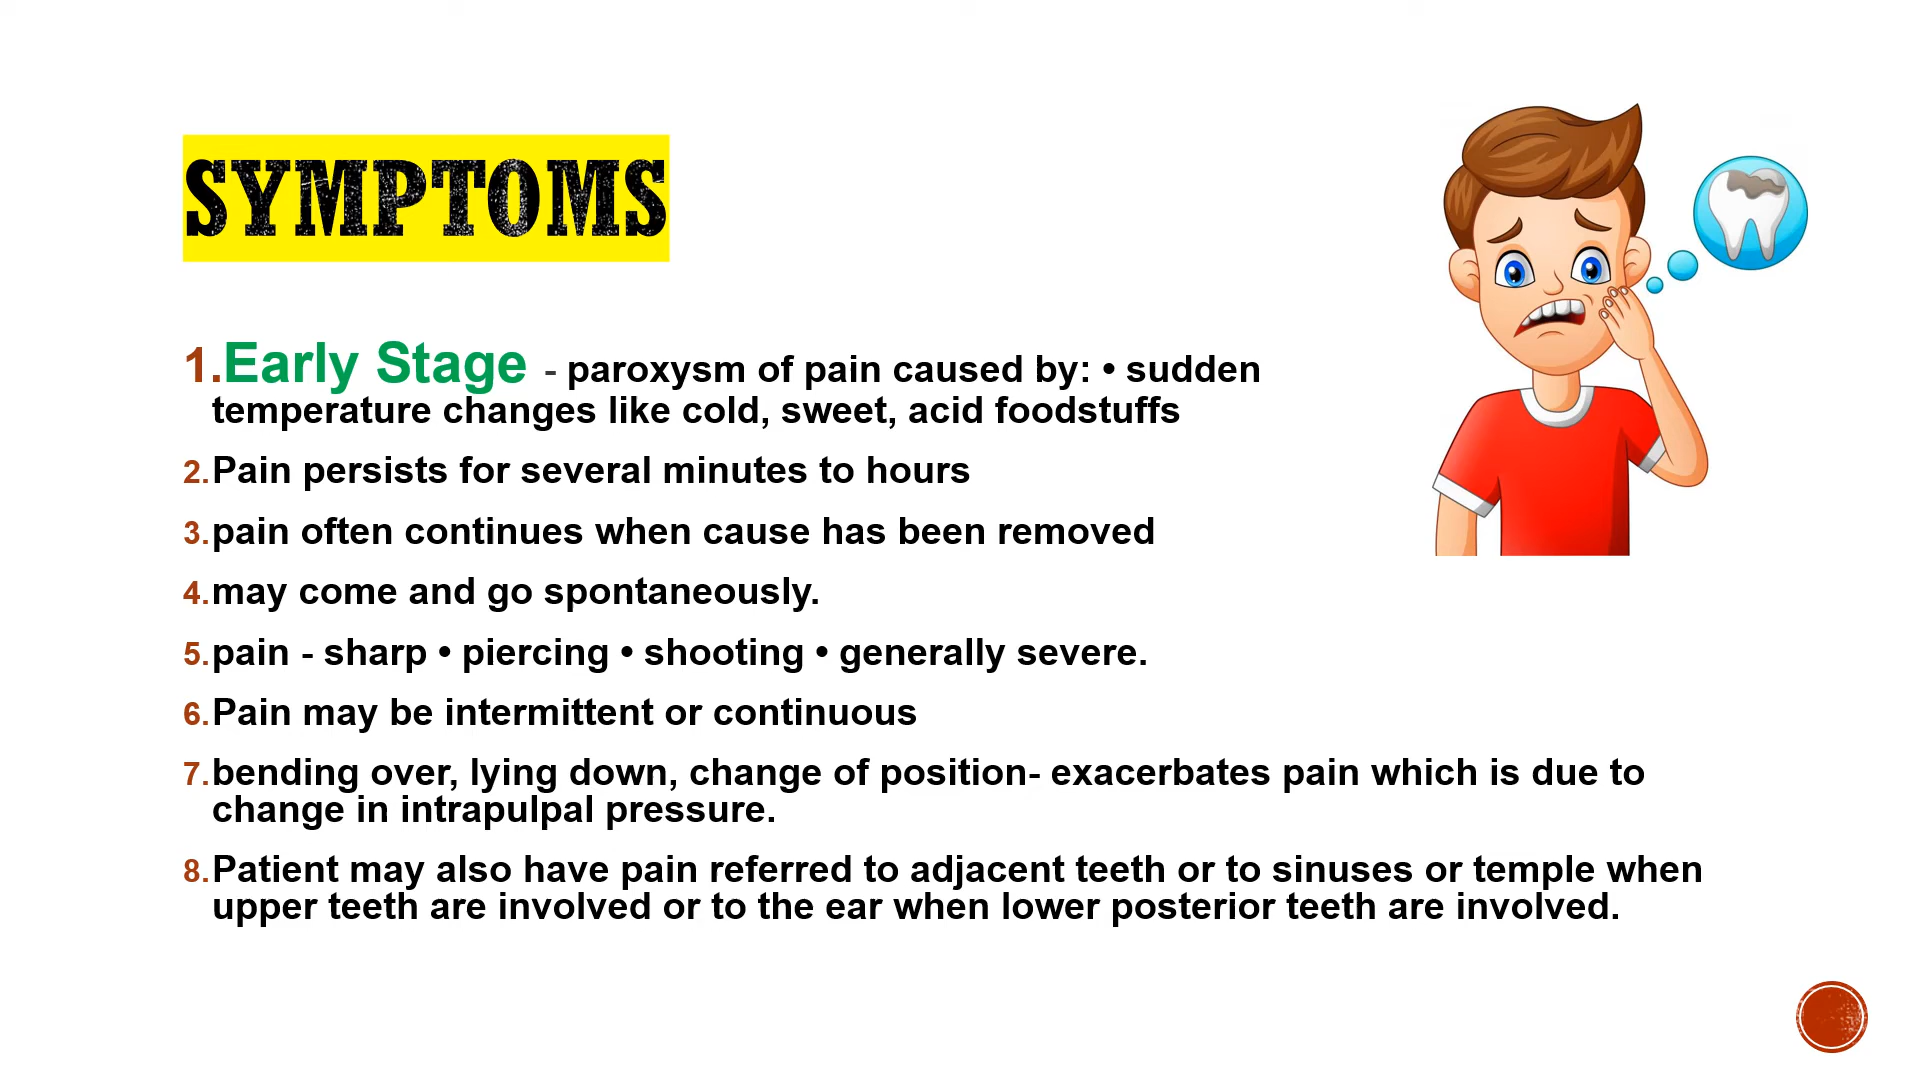 SYMPTOMS
1.Early Stage - paroxysm of pain caused by: • sudden
temperature changes like cold, sweet, acid foodstuffs
2.Pain persists for several minutes to hours
3.pain often continues when cause has been removed
4.may come and go spontaneously.
5.pain - sharp • piercing • shooting • generally severe.
6.Pain may be intermittent or continuous
7.bending over, lying down, change of position- exacerbates pain which is due to
change in intrapulpal pressure.
8.Patient may also have pain referred to adjacent teeth or to sinuses or temple when
upper teeth are involved or to the ear when lower posterior teeth are involved.